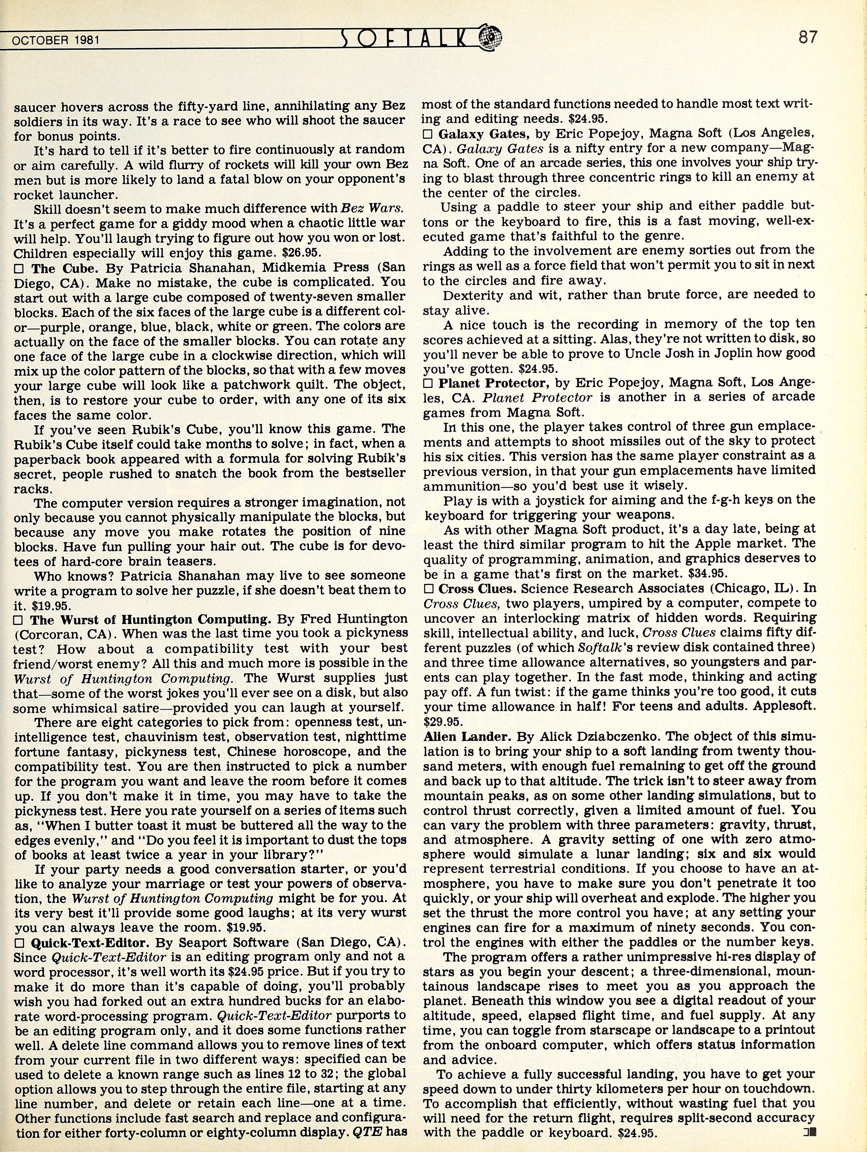 OCTOBER 1981
SOFTALK
87
saucer hovers across the fifty-yard line, annihilating any Bez
soldiers in its way. It's a race to see who will shoot the saucer
for bonus points.
It's hard to tell if it's better to fire continuously at random
or aim carefully. A wild flurry of rockets will kill your own Bez
men but is more likely to land a fatal blow on your opponent's
rocket launcher.
Skill doesn't seem to make much difference with Bez Wars.
It's a perfect game for a giddy mood when a chaotic little war
will help. You'll laugh trying to figure out how you won or lost.
Children especially will enjoy this game. $26.95.
□ The Cube. By Patricia Shanahan, Midkemia Press (San
Diego, CA). Make no mistake, the cube is complicated. You
start out with a large cube composed of twenty-seven smaller
blocks. Each of the six faces of the large cube is a different col-
or—purple, orange, blue, black, white or green. The colors are
actually on the face of the smaller blocks. You can rotate any
one face of the large cube in a clockwise direction, which will
mix up the color pattern of the blocks, so that with a few moves
your large cube will look like a patchwork quilt. The object,
then, is to restore your cube to order, with any one of its six
faces the same color.
If you've seen Rubik's Cube, you'll know this game. The
Rubik's Cube itself could take months to solve; in fact, when a
paperback book appeared with a formula for solving Rubik's
secret, people rushed to snatch the book from the bestseller
racks.
The computer version requires a stronger imagination, not
only because you cannot physically manipulate the blocks, but
because any move you make rotates the position of nine
blocks. Have fun pulling your hair out. The cube is for devo-
tees of hard-core brain teasers.
Who knows? Patricia Shanahan may live to see someone
write a program to solve her puzzle, if she doesn't beat them to
it. $19.95.
□ The Wurst of Huntington Computing. By Fred Huntington
(Corcoran, CA). When was the last time you took a pickyness
test? How about a compatibility test with your best
friend/worst enemy? All this and much more is possible in the
Wurst of Huntington Computing. The Wurst supplies just
that—some of the worst jokes you'll ever see on a disk, but also
some whimsical satire—provided you can laugh at yourself.
There are eight categories to pick from: openness test, un-
intelligence test, chauvinism test, observation test, nighttime
fortune fantasy, pickyness test, Chinese horoscope, and the
compatibility test. You are then instructed to pick a number
for the program you want and leave the room before it comes
up. If you don't make it in time, you may have to take the
pickyness test. Here you rate yourself on a series of items such
as, "When I butter toast it must be buttered all the way to the
edges evenly," and "Do you feel it is important to dust the tops
of books at least twice a year in your library?"
If your party needs a good conversation starter, or you'd
like to analyze your marriage or test your powers of observa-
tion, the Wurst of Huntington Computing might be for you. At
its very best it'll provide some good laughs; at its very wurst
you can always leave the room. $19.95.
□ Quick-Text-Editor. By Seaport Software (San Diego, CA).
Since Quick-Text-Editor is an editing program only and not a
word processor, it's well worth its $24.95 price. But if you try to
make it do more than it's capable of doing, you'll probably
wish you had forked out an extra hundred bucks for an elabo-
rate word-processing program. Quick-Text-Editor purports to
be an editing program only, and it does some functions rather
well. A delete line command allows you to remove lines of text
from your current file in two different ways: specified can be
used to delete a known range such as lines 12 to 32; the global
option allows you to step through the entire file, starting at any
line number, and delete or retain each line—one at a time.
Other functions include fast search and replace and configura-
tion for either forty-column or eighty-column display. QTE has
most of the standard functions needed to handle most text writ-
ing and editing needs. $24.95.
□ Galaxy Gates, by Eric Popejoy, Magna Soft (Los Angeles,
CA). Galaxy Gates is a nifty entry for a new company—Mag-
na Soft. One of an arcade series, this one involves your ship try-
ing to blast through three concentric rings to kill an enemy at
the center of the circles.
Using a paddle to steer your ship and either paddle but-
tons or the keyboard to fire, this is a fast moving, well-ex-
ecuted game that's faithful to the genre.
Adding to the involvement are enemy sorties out from the
rings as well as a force field that won't permit you to sit in next
to the circles and fire away.
Dexterity and wit, rather than brute force, are needed to
stay alive.
A nice touch is the recording in memory of the top ten
scores achieved at a sitting. Alas, they're not written to disk, so
you'll never be able to prove to Uncle Josh in Joplin how good
you've gotten. $24.95.
□ Planet Protector, by Eric Popejoy, Magna Soft, Los Ange-
les, CA. Planet Protector is another in a series of arcade
games from Magna Soft.
In this one, the player takes control of three gun emplace-
ments and attempts to shoot missiles out of the sky to protect
his six cities. This version has the same player constraint as a
previous version, in that your gun emplacements have limited
ammunition—so you'd best use it wisely.
Play is with a joystick for aiming and the f-g-h keys on the
keyboard for triggering your weapons.
As with other Magna Soft product, it's a day late, being at
least the third similar program to hit the Apple market. The
quality of programming, animation, and graphics deserves to
be in a game that's first on the market. $34.95.
□ Cross Clues. Science Research Associates (Chicago, IL). In
Cross Clues, two players, umpired by a computer, compete to
uncover an interlocking matrix of hidden words. Requiring
skill, intellectual ability, and luck, Cross Clues claims fifty dif-
ferent puzzles (of which Softalk's review disk contained three)
and three time allowance alternatives, so youngsters and par-
ents can play together. In the fast mode, thinking and acting
pay off. A fun twist: if the game thinks you're too good, it cuts
your time allowance in half! For teens and adults. Applesoft.
$29.95.
Alien Lander. By Alick Dziabczenko. The object of this simu-
lation is to bring your ship to a soft landing from twenty thou-
sand meters, with enough fuel remaining to get off the ground
and back up to that altitude. The trick isn't to steer away from
mountain peaks, as on some other landing simulations, but to
control thrust correctly, given a limited amount of fuel. You
can vary the problem with three parameters: gravity, thrust,
and atmosphere. A gravity setting of one with zero atmo-
sphere would simulate a lunar landing; six and six would
represent terrestrial conditions. If you choose to have an at-
mosphere, you have to make sure you don't penetrate it too
quickly, or your ship will overheat and explode. The higher you
set the thrust the more control you have; at any setting your
engines can fire for a maximum of ninety seconds. You con-
trol the engines with either the paddles or the number keys.
The program offers a rather unimpressive hi-res display of
stars as you begin your descent; a three-dimensional, moun-
tainous landscape rises to meet you as you approach the
planet. Beneath this window you see a digital readout of your
altitude, speed, elapsed flight time, and fuel supply. At any
time, you can toggle from starscape or landscape to a printout
from the onboard computer, which offers status information
and advice.
To achieve a fully successful landing, you have to get your
speed down to under thirty kilometers per hour on touchdown.
To accomplish that efficiently, without wasting fuel that you
will need for the return flight, requires split-second accuracy
with the paddle or keyboard. $24.95.